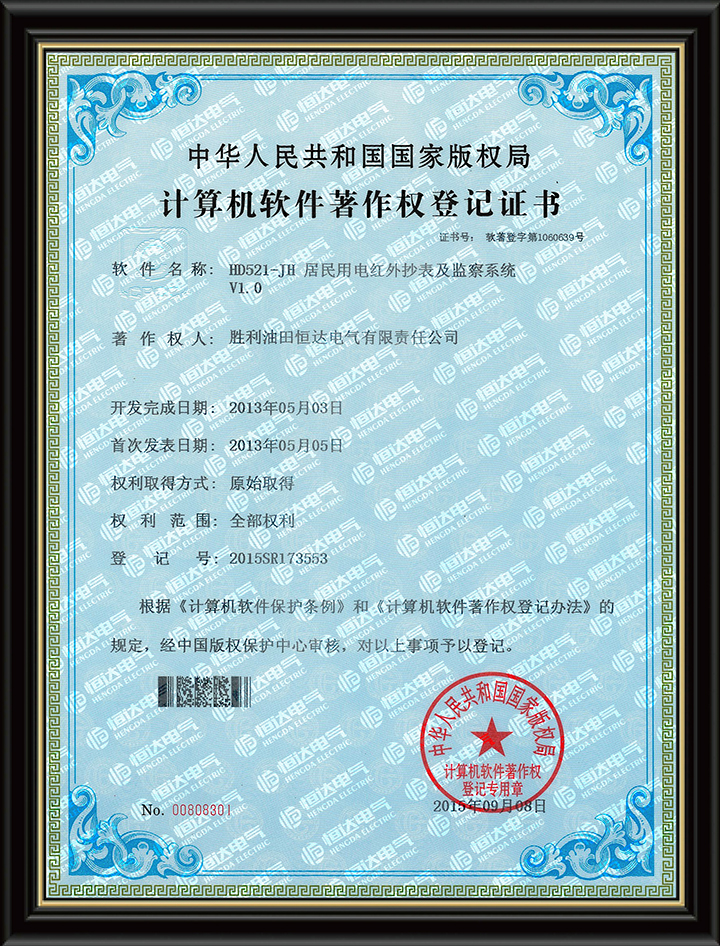 中华人民共和国国家版权局
计算机软件著作权登记证书
证书号： 软著登字第1060639号
软件名称： HD521-JH 居民用电红外抄表及监察系统
V1.0
著作权人： 胜利油田恒达电气有限责任公司
开发完成日期： 2013年05月03日
首次发表日期： 2013年05月05日
权利取得方式： 原始取得
权利范围： 全部权利
登记号： 2015SR173553
根据《计算机软件保护条例》和《计算机软件著作权登记办法》的
规定，经中国版权保护中心审核，对以上事项予以登记。
中华人民共和国国家版权局
计算机软件著作权
登记专用章
No. 00808301
2015年09月08日
恒达电气
HENGDA ELECTRIC